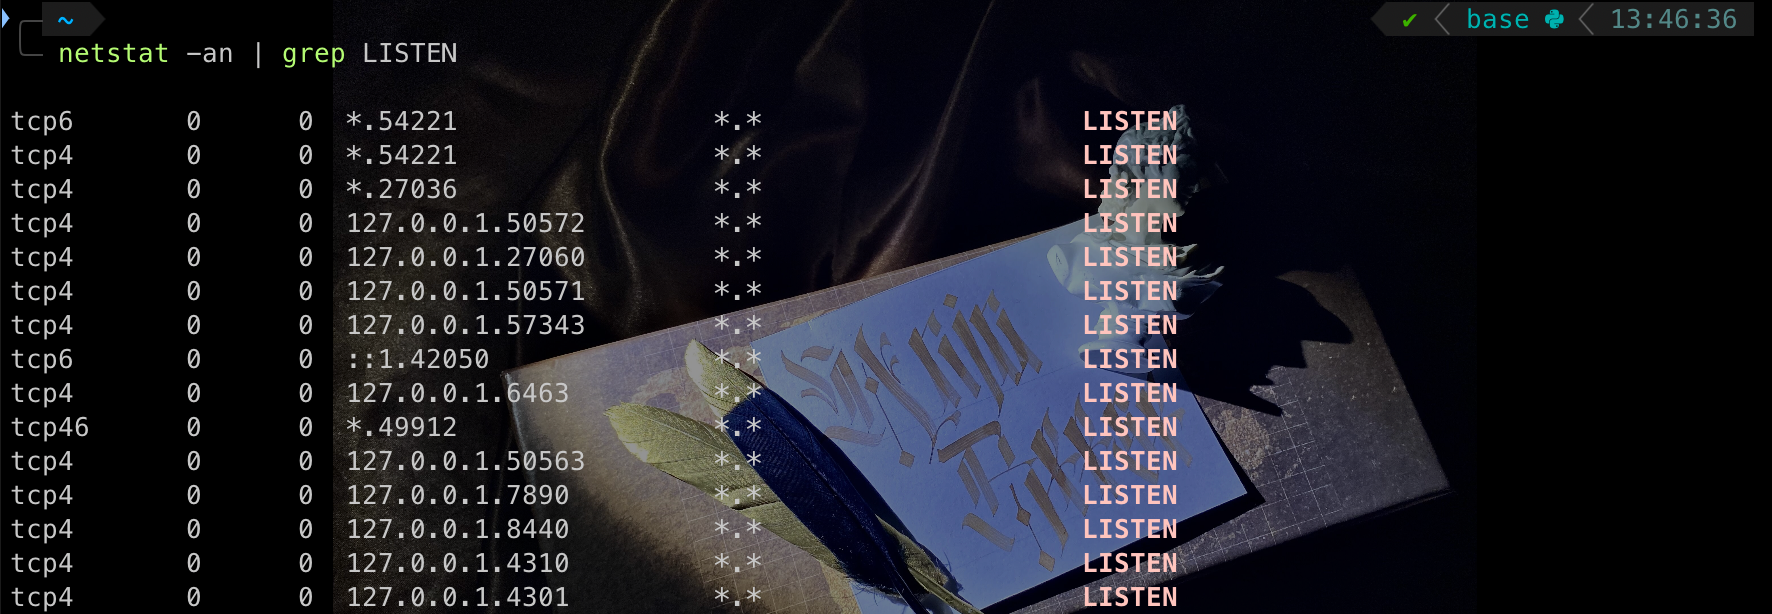 ~ ✔ base 13:46:36
netstat -an | grep LISTEN
tcp6 0 0 *.54221 *.* LISTEN
tcp4 0 0 *.54221 *.* LISTEN
tcp4 0 0 *.27036 *.* LISTEN
tcp4 0 0 127.0.0.1.50572 *.* LISTEN
tcp4 0 0 127.0.0.1.27060 *.* LISTEN
tcp4 0 0 127.0.0.1.50571 *.* LISTEN
tcp4 0 0 127.0.0.1.57343 *.* LISTEN
tcp6 0 0 ::1.42050 *.* LISTEN
tcp4 0 0 127.0.0.1.6463 *.* LISTEN
tcp46 0 0 *.49912 *.* LISTEN
tcp4 0 0 127.0.0.1.50563 *.* LISTEN
tcp4 0 0 127.0.0.1.7890 *.* LISTEN
tcp4 0 0 127.0.0.1.8440 *.* LISTEN
tcp4 0 0 127.0.0.1.4310 *.* LISTEN
tcp4 0 0 127.0.0.1.4301 *.* LISTEN